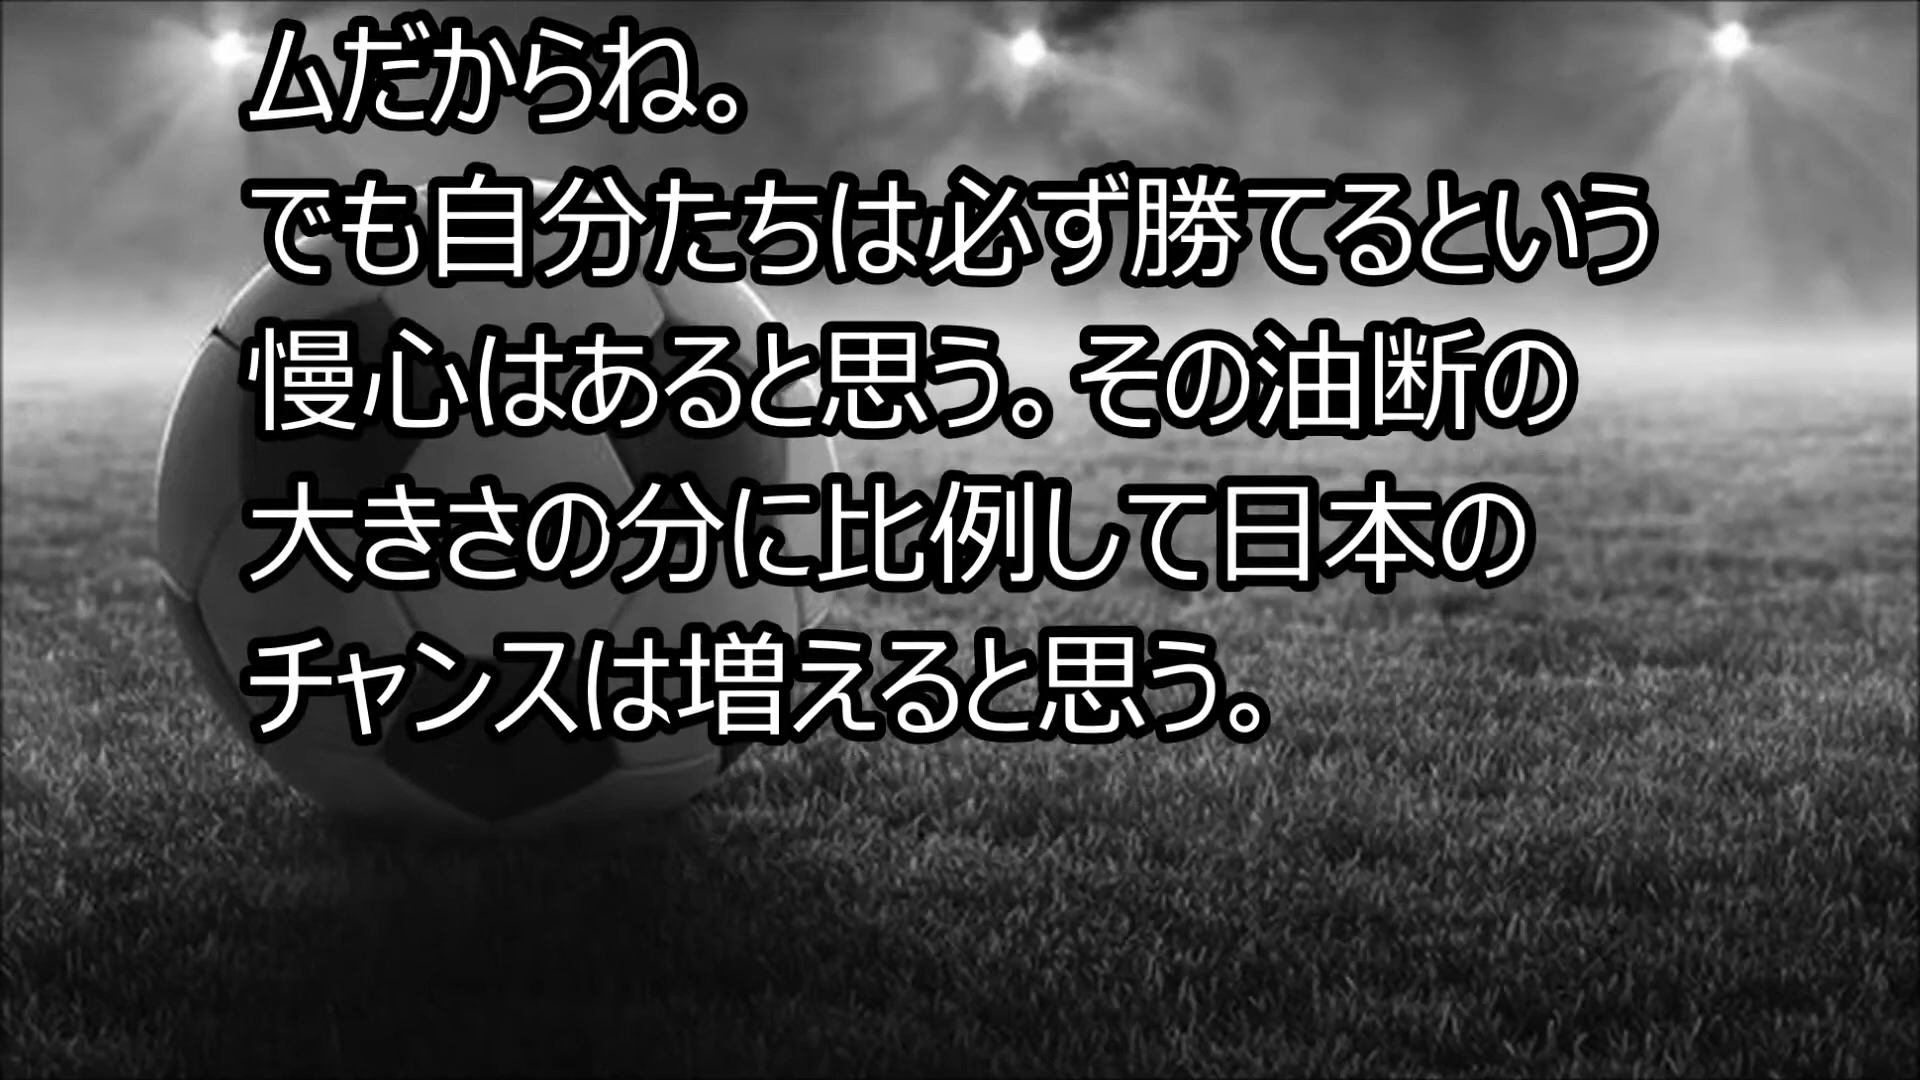 ムだからね。
でも自分たちは必ず勝てるという
慢心はあると思う。その油断の
大きさの分に比例して日本の
チャンスは増えると思う。